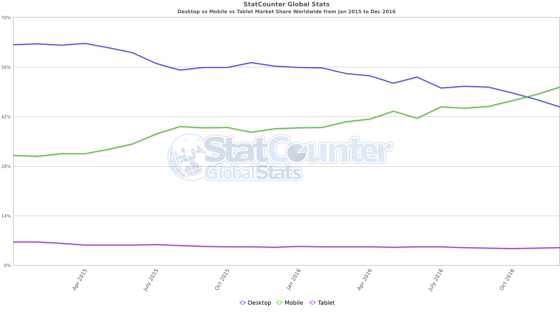 StatCounter Global Stats
Desktop vs Mobile vs Tablet Market Share Worldwide from Jan 2015 to Dec 2016
70%
56%
42%
28%
14%
0%
StatCounter
GlobalStats
Apr 2015
July 2015
Oct 2015
Jan 2016
Apr 2016
July 2016
Oct 2016
Desktop Mobile Tablet